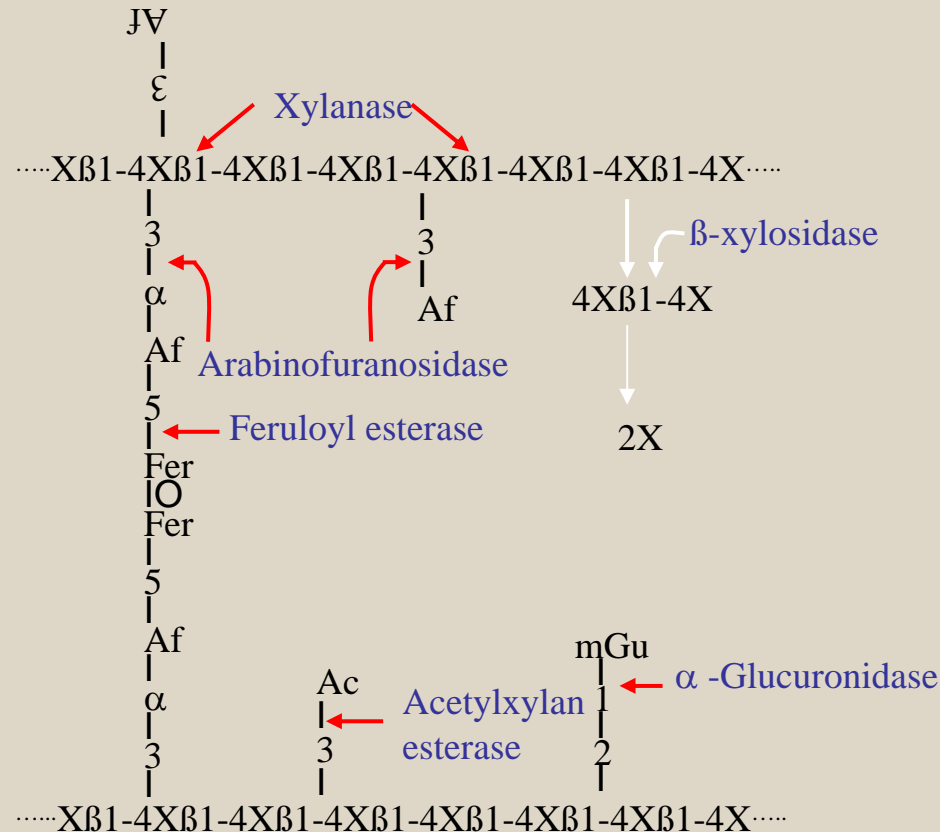 Af
3
Xylanase
.....Xß1-4Xß1-4Xß1-4Xß1-4Xß1-4Xß1-4Xß1-4X.....
3
3
ß-xylosidase
α
Af
4Xß1-4X
Af
Arabinofuranosidase
5
Feruloyl esterase
2X
Fer
O
Fer
5
Af
mGu
α
Ac
1
α -Glucuronidase
Acetylxylan
esterase
3
3
2
......Xß1-4Xß1-4Xß1-4Xß1-4Xß1-4Xß1-4Xß1-4X.....